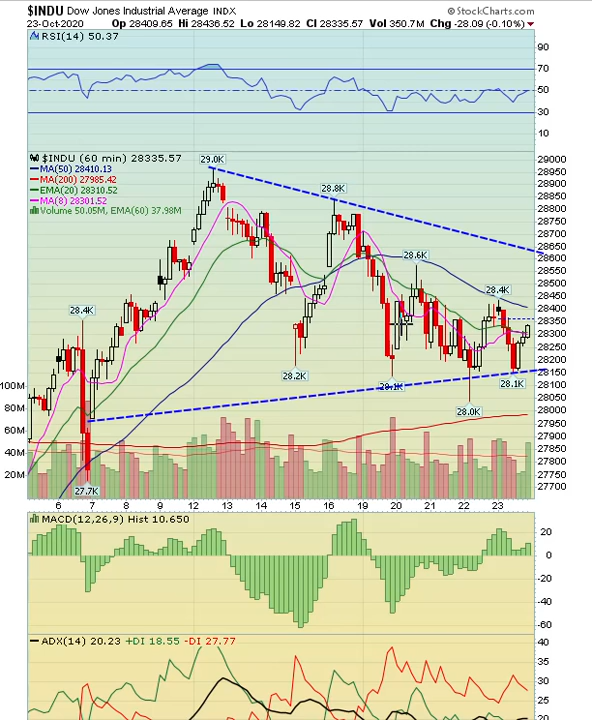 $INDU Dow Jones Industrial Average INDX © StockCharts.com
23-Oct-2020 Op 28409.65 Hi 28436.52 Lo 28149.82 Cl 28335.57 Vol 350.7M Chg -28.09 (-0.10%)
RSI(14) 50.37
90
70
50
30
10
$INDU (60 min) 28335.57
MA(50) 28410.13
MA(200) 27985.42
EMA(20) 28310.52
MA(8) 28301.52
Volume 50.05M, EMA(60) 37.98M
29.0K
28.8K
28.6K
28.4K
28.4K
28.2K
28.1K
28.1K
28.0K
27.7K
29000
28950
28900
28850
28800
28750
28700
28650
28600
28550
28500
28450
28400
28350
28300
28250
28200
28150
28100
28050
28000
27950
27900
27850
27800
27750
27700
100M
80M
60M
40M
20M
6 7 8 9 12 13 14 15 16 19 20 21 22 23
MACD(12,26,9) Hist 10.650
20
0
-20
-40
-60
ADX(14) 20.23 +DI 18.55 -DI 27.77
40
35
30
25
20